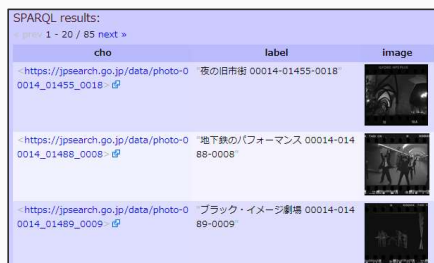 SPARQL results:
« prev 1 - 20 / 85 next »
cho label image
<https://jpsearch.go.jp/data/photo-0
0014_01455_0018>
"夜の旧市街 00014-01455-0018"
<https://jpsearch.go.jp/data/photo-0
0014_01488_0008>
"地下鉄のパフォーマンス 00014-014
88-0008"
<https://jpsearch.go.jp/data/photo-0
0014_01489_0009>
"ブラック・イメージ劇場 00014-014
89-0009"